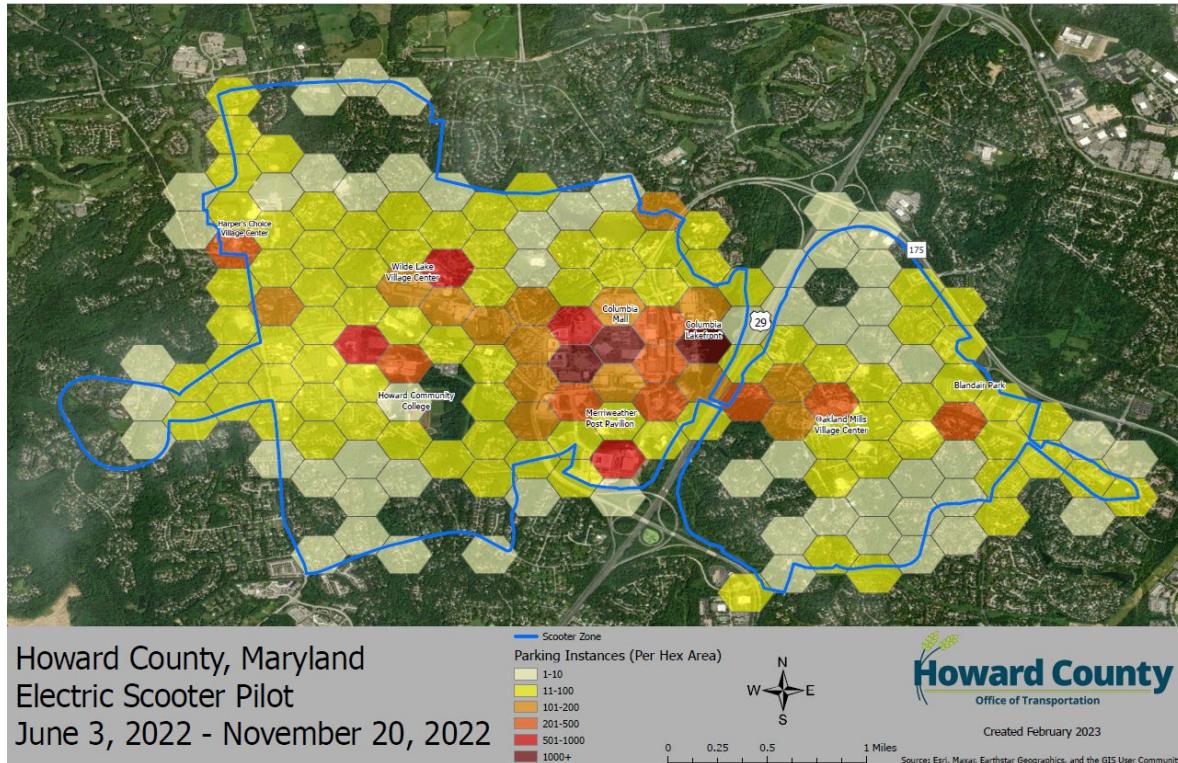 Harper's Choice
Village Center
Wilde Lake
Village Center
Columbia
Mall
Columbia
Lakefront
175
29
Howard Community
College
Merriweather
Post Pavilion
Oakland Mills
Village Center
Blandair Park
Howard County, Maryland
Electric Scooter Pilot
June 3, 2022 - November 20, 2022
Scooter Zone
Parking Instances (Per Hex Area)
1-10
11-100
101-200
201-500
501-1000
1000+
N
W E
S
0 0.25 0.5 1 Miles
Howard County
Office of Transportation
Created February 2023
Source: Esri, Maxar, Earthstar Geographics, and the GIS User Communit